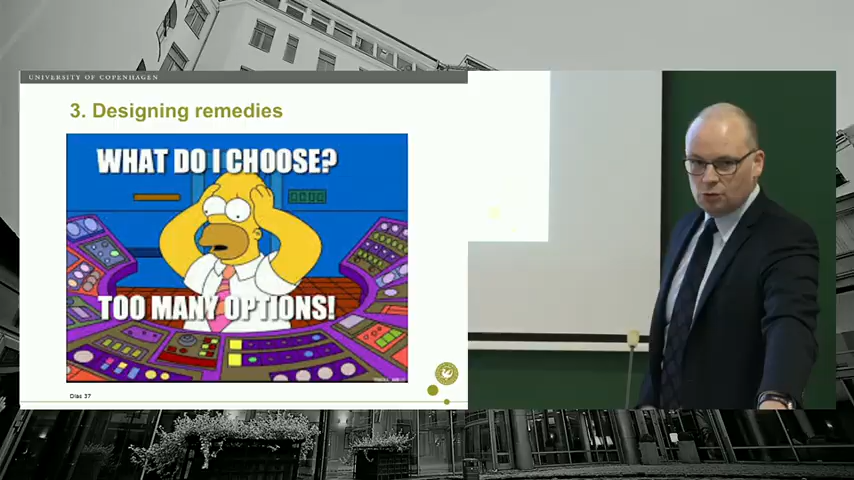 UNIVERSITY OF COPENHAGEN
3. Designing remedies
WHAT DO I CHOOSE?
TOO MANY OPTIONS!
Dias 37